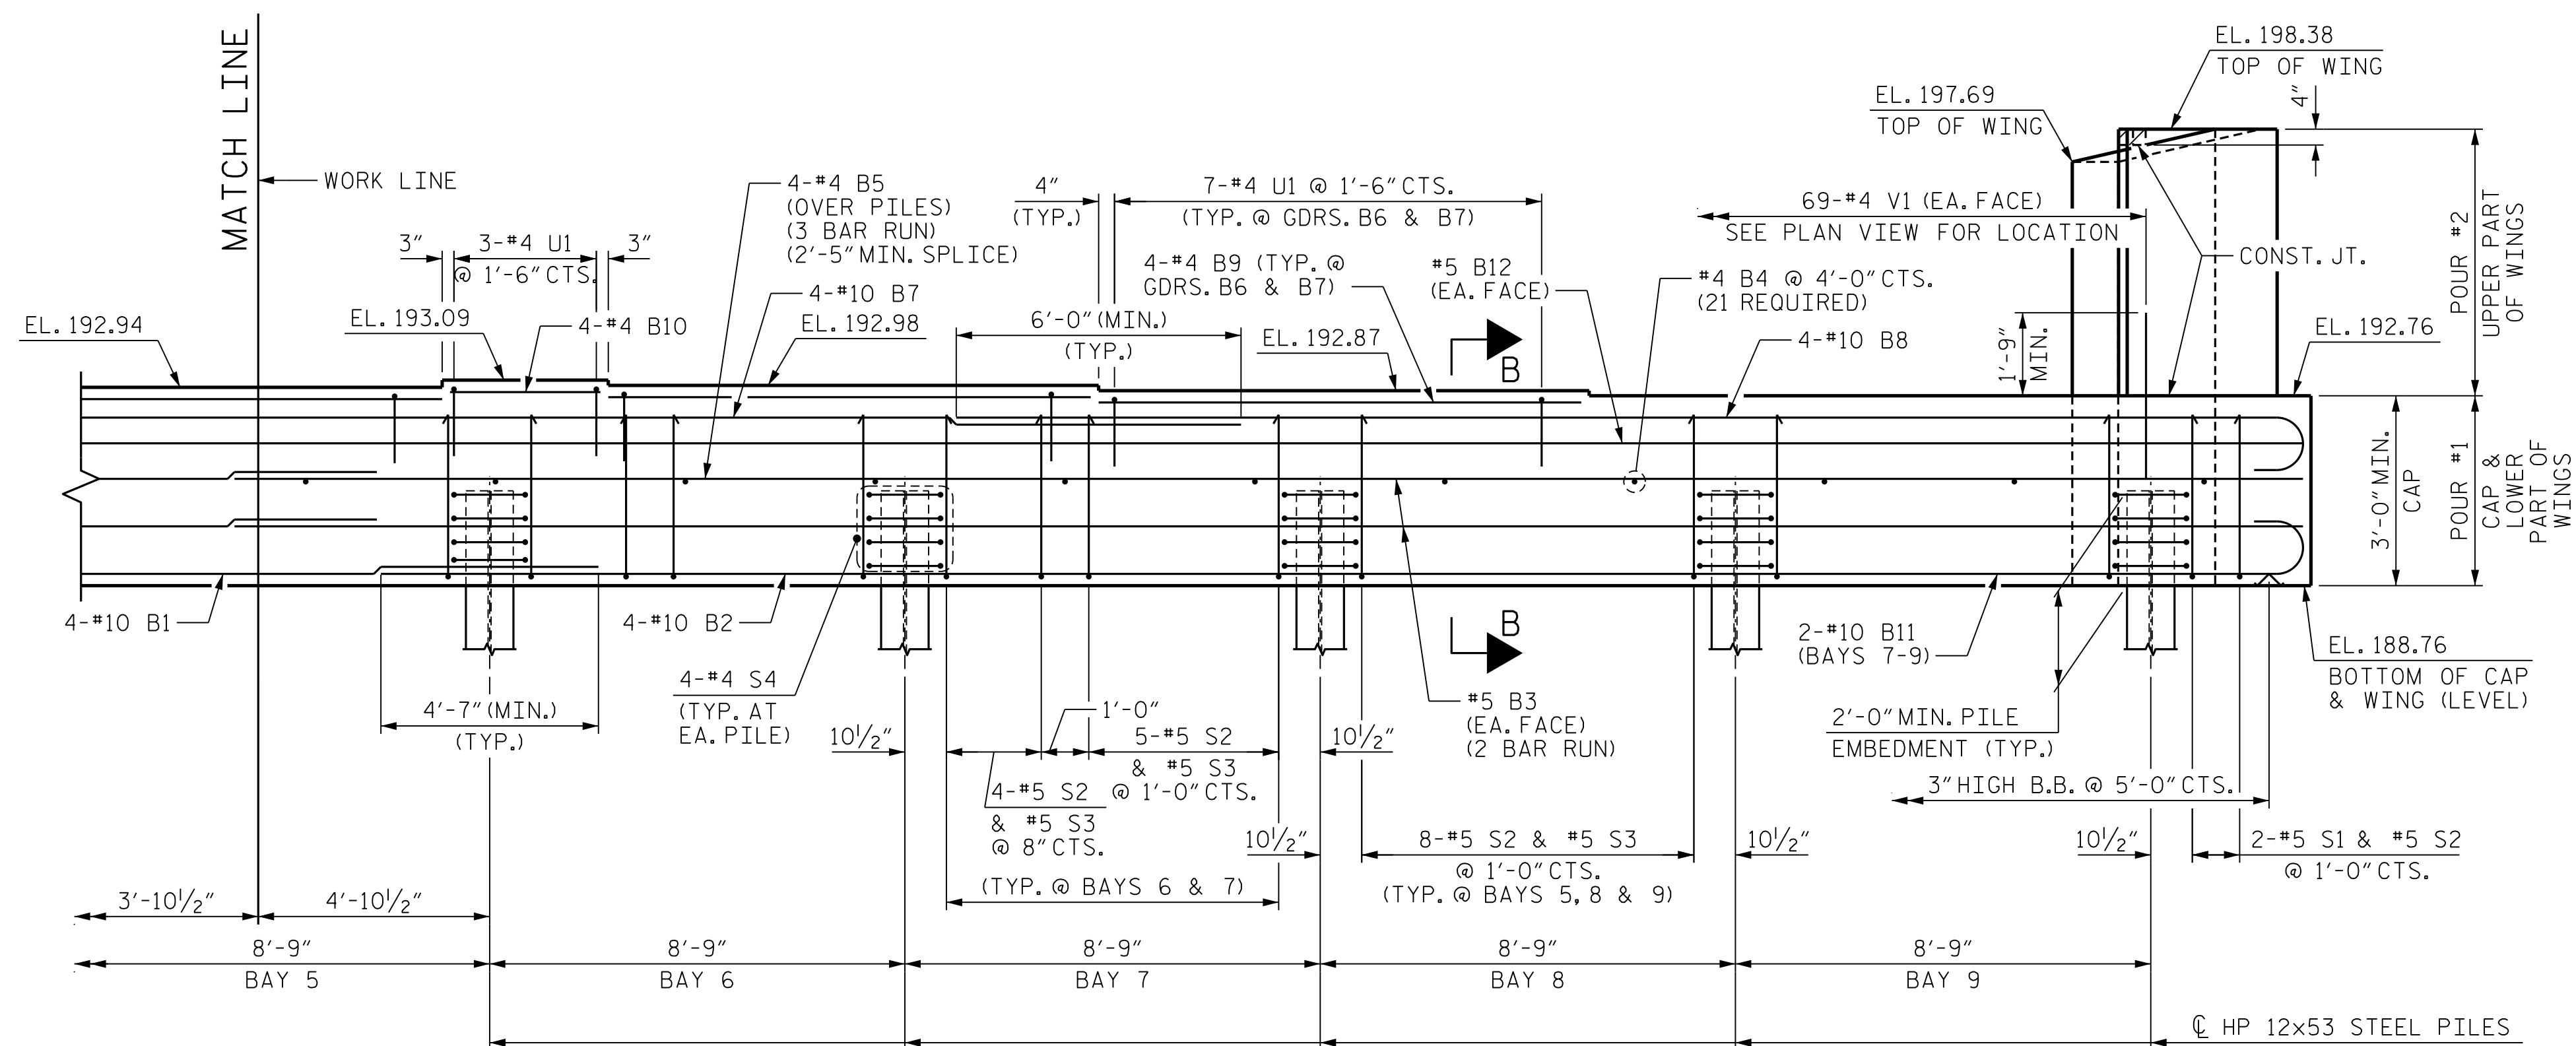 MATCH LINE
WORK LINE
EL. 198.38
TOP OF WING
EL. 197.69
TOP OF WING
4″
4-#4 B5
(OVER PILES)
(3 BAR RUN)
(2′-5″ MIN. SPLICE)
4″
(TYP.)
7-#4 U1 @ 1′-6″ CTS.
(TYP. @ GDRS. B6 & B7)
69-#4 V1 (EA. FACE)
SEE PLAN VIEW FOR LOCATION
3″
3-#4 U1
@ 1′-6″ CTS.
3″
4-#4 B9 (TYP. @
GDRS. B6 & B7)
#5 B12
(EA. FACE)
#4 B4 @ 4′-0″ CTS.
(21 REQUIRED)
CONST. JT.
POUR #2
UPPER PART
OF WINGS
4-#10 B7
EL. 192.94
EL. 193.09
4-#4 B10
EL. 192.98
6′-0″ (MIN.)
(TYP.)
EL. 192.87
B
4-#10 B8
1′-9″
MIN.
EL. 192.76
3′-0″ MIN.
CAP
POUR #1
CAP &
LOWER
PART OF
WINGS
4-#10 B1
4-#10 B2
B
2-#10 B11
(BAYS 7-9)
EL. 188.76
BOTTOM OF CAP
& WING (LEVEL)
4′-7″ (MIN.)
(TYP.)
4-#4 S4
(TYP. AT
EA. PILE)
10½″
1′-0″
5-#5 S2
& #5 S3
@ 1′-0″ CTS.
10½″
#5 B3
(EA. FACE)
(2 BAR RUN)
2′-0″ MIN. PILE
EMBEDMENT (TYP.)
4-#5 S2
& #5 S3
@ 8″ CTS.
3″ HIGH B.B. @ 5′-0″ CTS.
10½″
8-#5 S2 & #5 S3
@ 1′-0″ CTS.
(TYP. @ BAYS 5, 8 & 9)
10½″
10½″
2-#5 S1 & #5 S2
@ 1′-0″ CTS.
(TYP. @ BAYS 6 & 7)
3′-10½″
4′-10½″
8′-9″
BAY 5
8′-9″
BAY 6
8′-9″
BAY 7
8′-9″
BAY 8
8′-9″
BAY 9
℄ HP 12x53 STEEL PILES